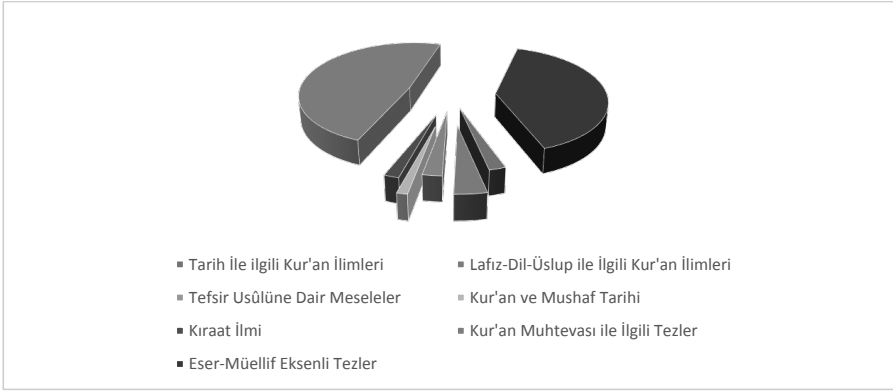 Tarih İle ilgili Kur'an İlimleri
Lafız-Dil-Üslup ile İlgili Kur'an İlimleri
Tefsir Usûlüne Dair Meseleler
Kur'an ve Mushaf Tarihi
Kıraat İlmi
Kur'an Muhtevası ile İlgili Tezler
Eser-Müellif Eksenli Tezler